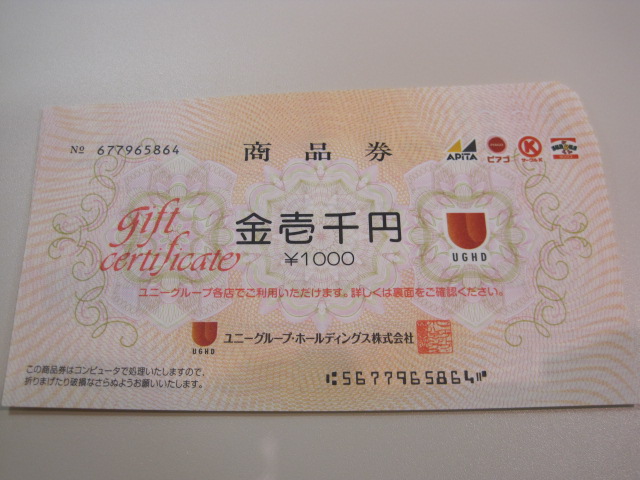 № 677965864
商品券
APiTA
ピアゴ
K
サークルK
gift
certificate
金壱千円
¥1000
UGHD
ユニーグループ各店でご利用いただけます。詳しくは裏面をご確認ください。
UGHD
ユニーグループ・ホールディングス株式会社
この商品券はコンピュータで処理いたしますので、
折りまげたり破損なさらぬようお願いいたします。
5677965864